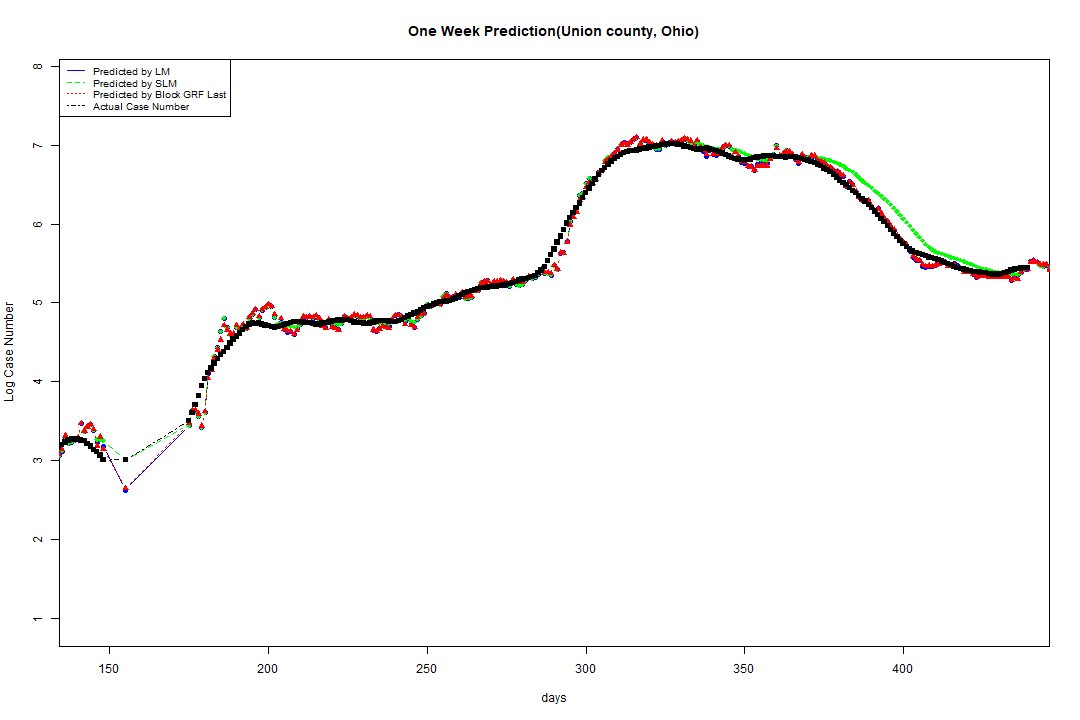 One Week Prediction(Union county, Ohio)
Predicted by LM
Predicted by SLM
Predicted by Block GRF Last
Actual Case Number
8
7
6
5
4
3
2
1
Log Case Number
150 200 250 300 350 400
days